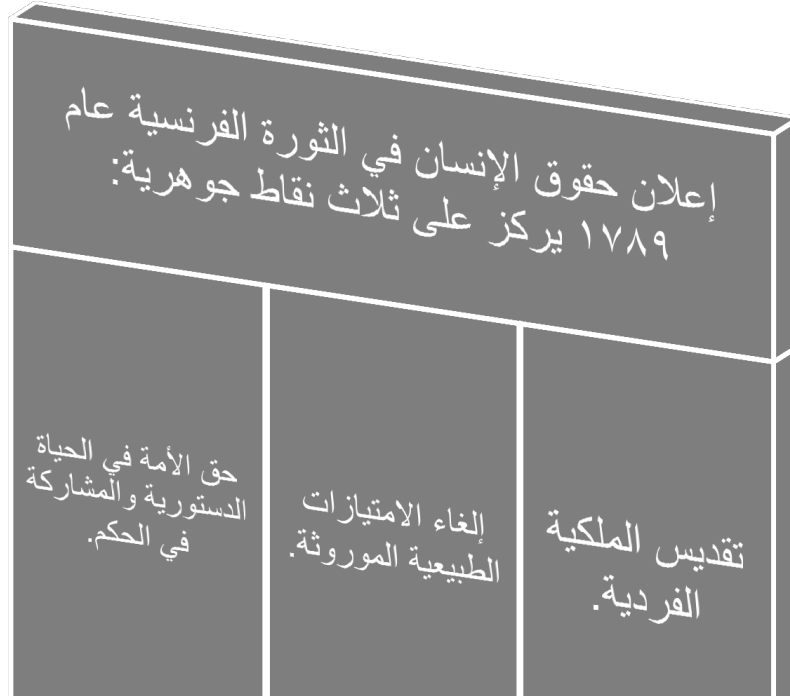 إعلان حقوق الإنسان في الثورة الفرنسية عام
١٧٨٩ يركز على ثلاث نقاط جوهرية:
تقديس الملكية
الفردية.
إلغاء الامتيازات
الطبيعية الموروثة.
حق الأمة في الحياة
الدستورية والمشاركة
في الحكم.